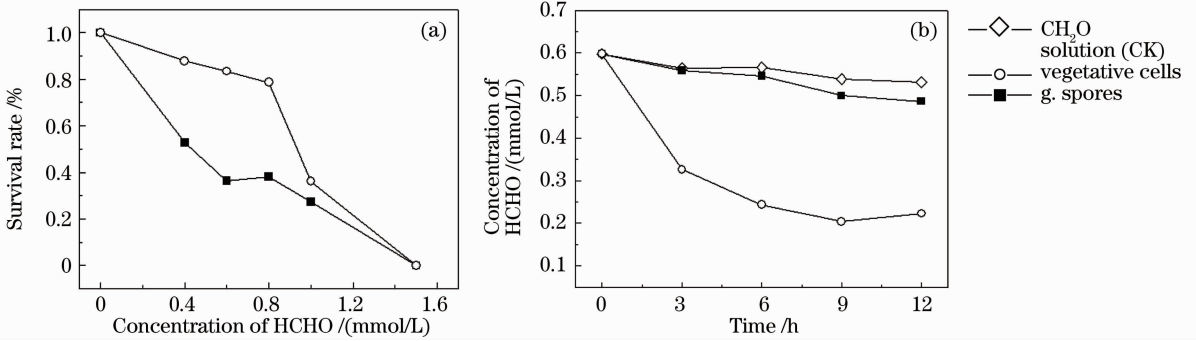 (a)
Survival rate /%
1.0
0.8
0.6
0.4
0.2
0
0 0.4 0.8 1.2 1.6
Concentration of HCHO /(mmol/L)
(b)
Concentration of
HCHO /(mmol/L)
0.7
0.6
0.5
0.4
0.3
0.2
0.1
0 3 6 9 12
Time /h
CH₂O
solution (CK)
vegetative cells
g. spores